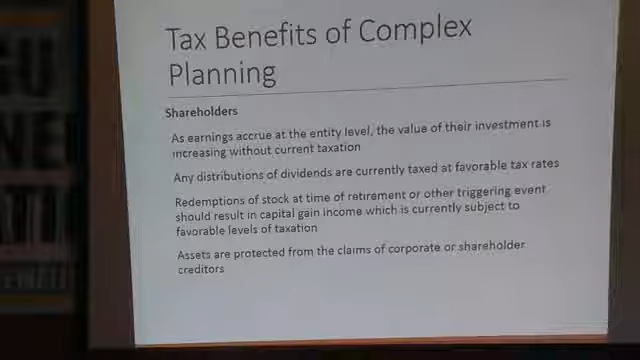 Tax Benefits of Complex
Planning
Shareholders
As earnings accrue at the entity level, the value of their investment is
increasing without current taxation
Any distributions of dividends are currently taxed at favorable tax rates
Redemptions of stock at time of retirement or other triggering event
should result in capital gain income which is currently subject to
favorable levels of taxation
Assets are protected from the claims of corporate or shareholder
creditors